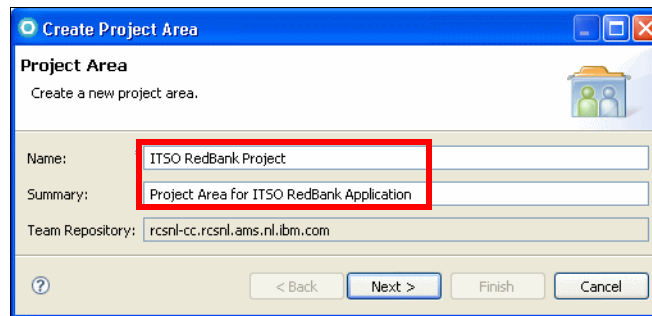 Create Project Area
Project Area
Create a new project area.
Name: ITSO RedBank Project
Summary: Project Area for ITSO RedBank Application
Team Repository: rcsnl-cc.rcsnl.ams.nl.ibm.com
? < Back Next > Finish Cancel